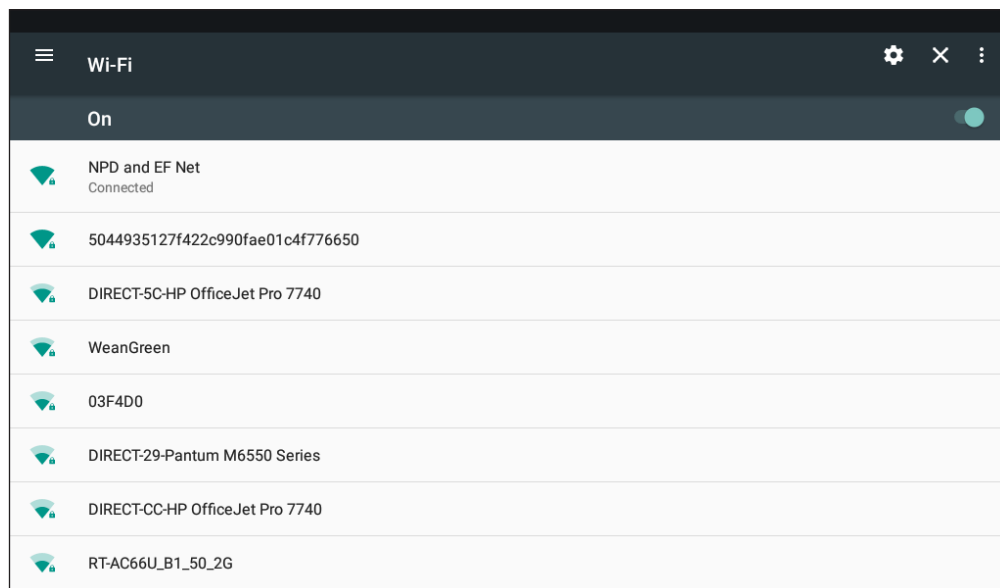 Wi-Fi
On
NPD and EF Net
Connected
5044935127f422c990fae01c4f776650
DIRECT-5C-HP OfficeJet Pro 7740
WeanGreen
03F4D0
DIRECT-29-Pantum M6550 Series
DIRECT-CC-HP OfficeJet Pro 7740
RT-AC66U_B1_50_2G